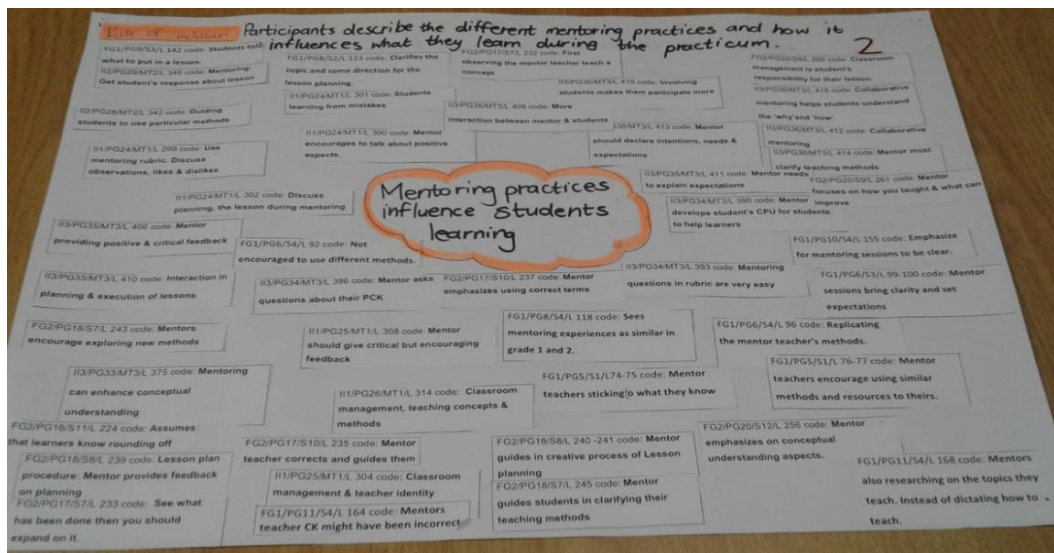 Rule of inclusion Participants describe the different mentoring practices and how it
influences what they learn during the practicum. 2
FG1/PG9/S3/L 142 code: Students told
what to put in a lesson.
II2/PG29/MT2/L 345 code: Mentoring:
Get student's response about lesson
FG1/PG8/S2/L 123 code: Clarifies the
topic and some direction for the
lesson planning.
FG2/PG17/S7/L 232 code: First
observing the mentor teacher teach a
concept
FG2/PG20/S9/L 260 code: Classroom
management is student's
responsibility for their lesson.
II2/PG28/MT2/L 342 code: Guiding
students to use particular methods
II1/PG24/MT1/L 301 code: Students
learning from mistakes
II3/PG36/MT3/L 419 code: Involving
students makes them participate more
II3/PG35/MT3/L 409 code: More
interaction between mentor & students
II3/PG36/MT3/L 416 code: Collaborative
mentoring helps students understand
the 'why'end 'how'
II1/PG24/MT1/L 299 code: Use
mentoring rubric. Discuss
observations, likes & dislikes
II1/PG24/MT1/L 300 code: Mentor
encourages to talk about positive
aspects.
036/MT3/L 413 code: Mentor
should declare intentions, needs &
expectations
II3/PG36/MT3/L 412 code: Collaborative
mentoring
II3/PG36/MT3/L 414 code: Mentor must
clarify teaching methods
II3/PG35/MT3/L 411 code: Mentor needs
to explain expectations
FG2/PG20/S9/L 261 code: Mentor
focuses on how you taught & what can
improve
II1/PG24/MT1/L 302 code: Discuss
planning, the lesson during mentoring
Mentoring practices
influence students
learning
II3/PG34/MT3/L 390 code: Mentor
develops student's CPU for students
to help learners
II3/PG35/MT3/L 406 code: Mentor
providing positive & critical feedback
FG1/PG6/S4/L 92 code: Not
encouraged to use different methods.
FG1/PG10/S4/L 155 code: Emphasize
for mentoring sessions to be clear.
II3/PG35/MT3/L 410 code: Interaction in
planning & execution of lessons
II3/PG34/MT3/L 396 code: Mentor asks
questions about their PCK
FG2/PG17/S10/L 237 code: Mentor
emphasizes using correct terms
II3/PG34/MT3/L 393 code: Mentoring
questions in rubric are very easy
FG1/PG6/S3/L 99-100 code: Mentor
sessions bring clarity and set
expectations
FG2/PG18/S7/L 243 code: Mentors
encourage exploring new methods
II1/PG25/MT1/L 308 code: Mentor
should give critical but encouraging
feedback
FG1/PG8/S4/L 118 code: Sees
mentoring experiences as similar in
grade 1 and 2.
FG1/PG6/S4/L 96 code: Replicating
the mentor teacher's methods.
II3/PG33/MT3/L 375 code: Mentoring
can enhance conceptual
understanding
II1/PG26/MT1/L 314 code: Classroom
management, teaching concepts &
methods
FG1/PG5/S1/L74-75 code: Mentor
teachers sticking to what they know
FG1/PG5/S1/L 76-77 code: Mentor
teachers encourage using similar
methods and resources to theirs.
FG2/PG16/S11/L 224 code: Assumes
that learners know rounding off
FG2/PG17/S10/L 235 code: Mentor
teacher corrects and guides them
FG2/PG18/S8/L 240 -241 code: Mentor
guides in creative process of Lesson
planning
FG2/PG20/S12/L 256 code: Mentor
emphasizes on conceptual
understanding aspects.
FG2/PG18/S8/L 239 code: Lesson plan
procedure: Mentor provides feedback
on planning
II1/PG25/MT1/L 304 code: Classroom
management & teacher identity
FG2/PG18/S7/L 245 code: Mentor
guides students in clarifying their
teaching methods
FG1/PG11/S4/L 168 code: Mentors
also researching on the topics they
teach. Instead of dictating how to
teach.
FG2/PG17/S7/L 233 code: See what
has been done then you should
expand on it.
FG1/PG11/S4/L 164 code: Mentors
teacher CK might have been incorrect